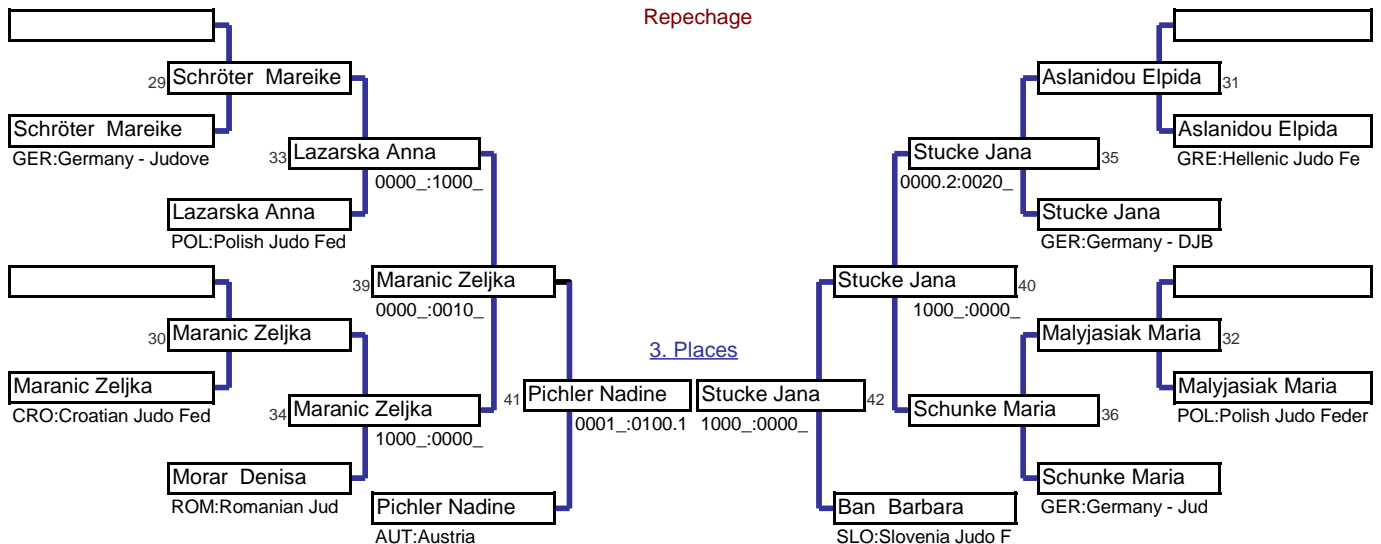 Repechage
29 Schröter  Mareike
Schröter  Mareike
GER:Germany - Judove
33 Lazarska Anna
0000_:1000_
Lazarska Anna
POL:Polish Judo Fed
39 Maranic Zeljka
0000_:0010_
30 Maranic Zeljka
Maranic Zeljka
CRO:Croatian Judo Fed
34 Maranic Zeljka
1000_:0000_
Morar  Denisa
ROM:Romanian Jud
41 Pichler Nadine
0001_:0100.1
Pichler Nadine
AUT:Austria
3. Places
Aslanidou Elpida 31
Aslanidou Elpida
GRE:Hellenic Judo Fe
Stucke Jana 35
0000.2:0020_
Stucke Jana
GER:Germany - DJB
Stucke Jana 40
1000_:0000_
Malyjasiak Maria 32
Malyjasiak Maria
POL:Polish Judo Feder
Stucke Jana 42
1000_:0000_
Schunke Maria 36
Schunke Maria
GER:Germany - Jud
Ban  Barbara
SLO:Slovenia Judo F